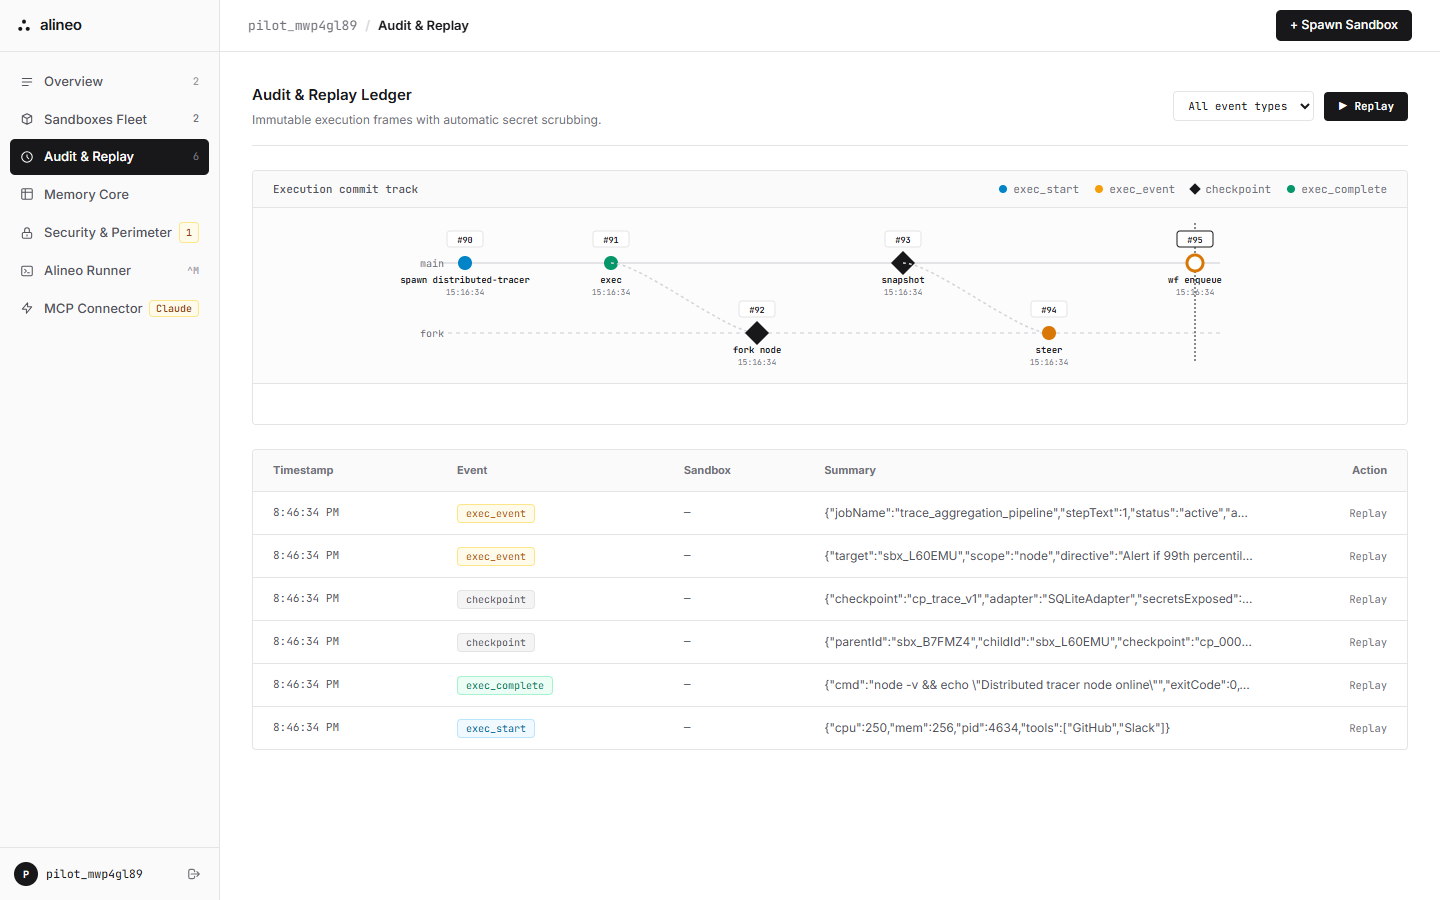 alineo
pilot_mwp4gl89 / Audit & Replay
+ Spawn Sandbox
Overview 2
Sandboxes Fleet 2
Audit & Replay 6
Memory Core
Security & Perimeter 1
Alineo Runner ^M
MCP Connector Claude
P pilot_mwp4gl89
Audit & Replay Ledger
Immutable execution frames with automatic secret scrubbing.
All event types
▶ Replay
Execution commit track
exec_start exec_event checkpoint exec_complete
#90 #91 #93 #95
main
spawn distributed-tracer exec snapshot wf enqueue
15:16:34 15:16:34 15:16:34 15:16:34
#92 #94
fork
fork node steer
15:16:34 15:16:34
Timestamp Event Sandbox Summary Action
8:46:34 PM exec_event — {"jobName":"trace_aggregation_pipeline","stepText":1,"status":"active","a... Replay
8:46:34 PM exec_event — {"target":"sbx_L60EMU","scope":"node","directive":"Alert if 99th percentil... Replay
8:46:34 PM checkpoint — {"checkpoint":"cp_trace_v1","adapter":"SQLiteAdapter","secretsExposed":... Replay
8:46:34 PM checkpoint — {"parentId":"sbx_B7FMZ4","childId":"sbx_L60EMU","checkpoint":"cp_000... Replay
8:46:34 PM exec_complete — {"cmd":"node -v && echo \"Distributed tracer node online\"","exitCode":0,... Replay
8:46:34 PM exec_start — {"cpu":250,"mem":256,"pid":4634,"tools":["GitHub","Slack"]} Replay